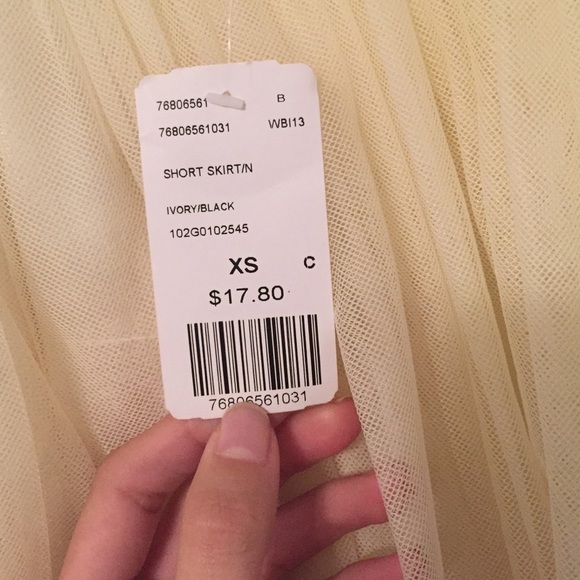 76806561 B
76806561031 WBI13
SHORT SKIRT/N
IVORY/BLACK
102G0102545
XS C
$17.80
76806561031